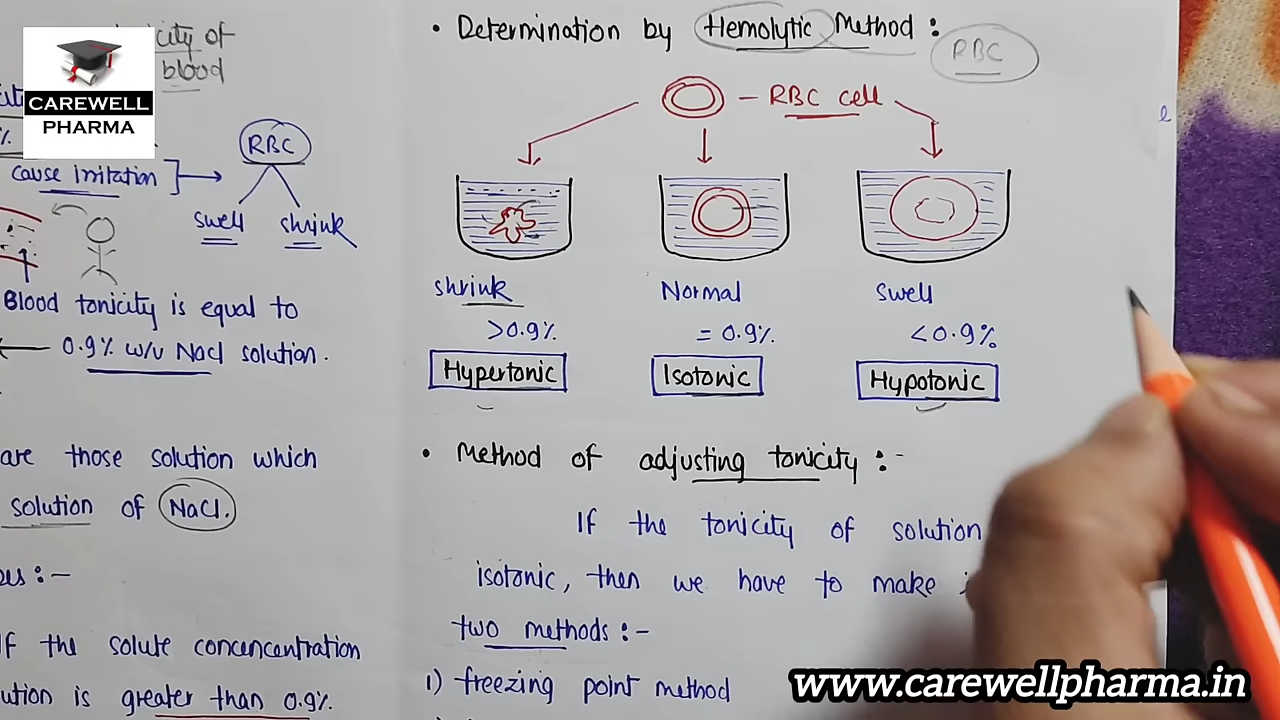 city of
blood
CAREWELL
PHARMA
cause irritation
RBC
swell
shrink
Blood tonicity is equal to
0.9% w/v Nacl solution.
are those solution which
solution of NaCl.
If the solute concencentration
ution is greater than 0.9%.
• Determination by Hemolytic Method :
RBC
RBC cell
shrink
>0.9%
Hypertonic
Normal
= 0.9%
Isotonic
Swell
<0.9%
Hypotonic
• Method of adjusting tonicity :-
If the tonicity of solution
isotonic, then we have to make
two methods :-
1) freezing point method
www.carewellpharma.in